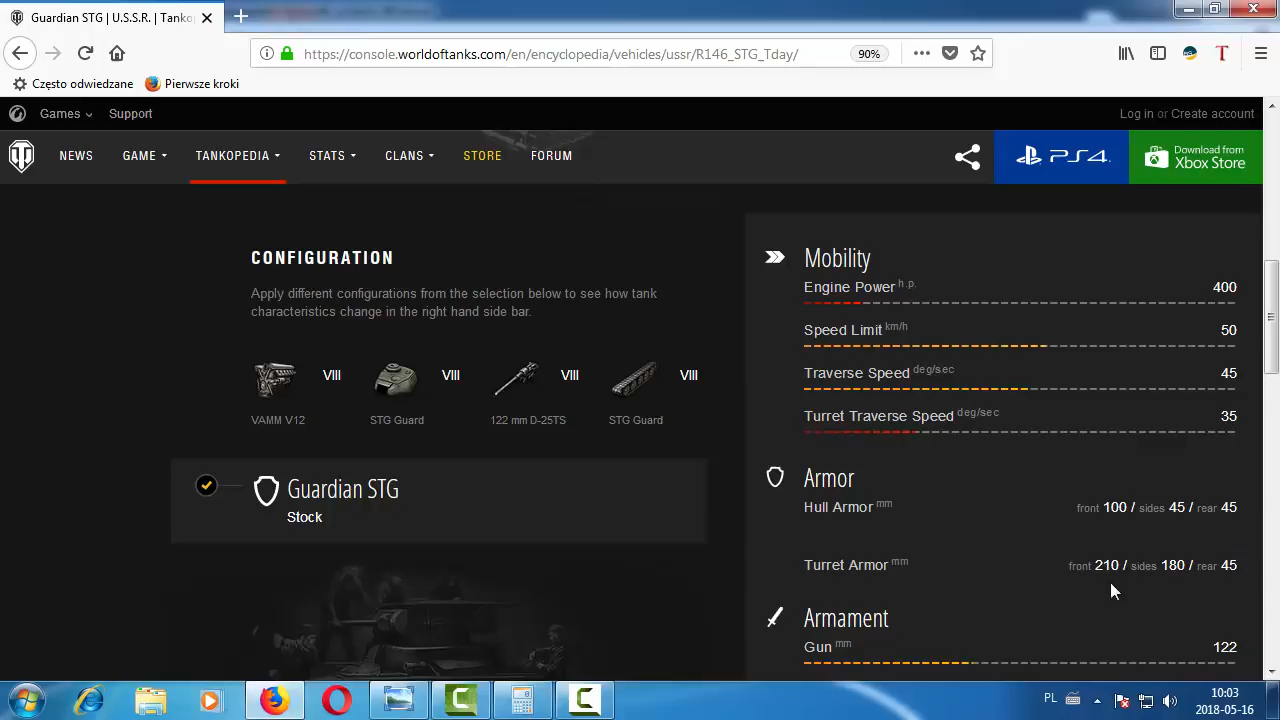 Guardian STG | U.S.S.R. | Tanko
https://console.worldoftanks.com/en/encyclopedia/vehicles/ussr/R146_STG_Tday/
90%
Często odwiedzane
Pierwsze kroki
Games
Support
Log in or Create account
NEWS
GAME
TANKOPEDIA
STATS
CLANS
STORE
FORUM
PS4
Download from
Xbox Store
CONFIGURATION
Apply different configurations from the selection below to see how tank
characteristics change in the right hand side bar.
VIII
VIII
VIII
VIII
VAMM V12
STG Guard
122 mm D-25TS
STG Guard
Guardian STG
Stock
Mobility
Engine Power h.p. 400
Speed Limit km/h 50
Traverse Speed deg/sec 45
Turret Traverse Speed deg/sec 35
Armor
Hull Armor mm front 100 / sides 45 / rear 45
Turret Armor mm front 210 / sides 180 / rear 45
Armament
Gun mm 122
PL
10:03
2018-05-16